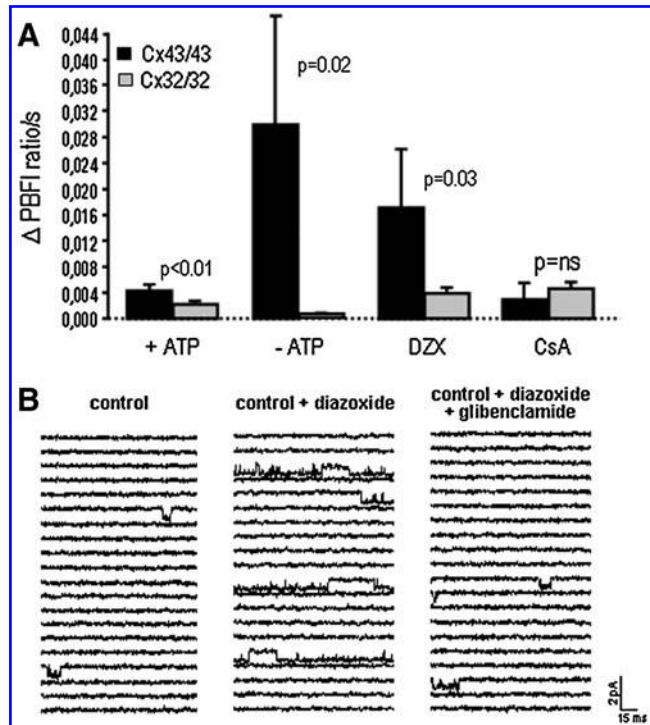 A
Cx43/43
Cx32/32
Δ PBFI ratio/s
0,044
0,040
0,036
0,032
0,028
0,024
0,020
0,016
0,012
0,008
0,004
0,000
p<0.01
p=0.02
p=0.03
p=ns
+ ATP
- ATP
DZX
CsA
B
control
control + diazoxide
control + diazoxide
+ glibenclamide
2 pA
15 ms